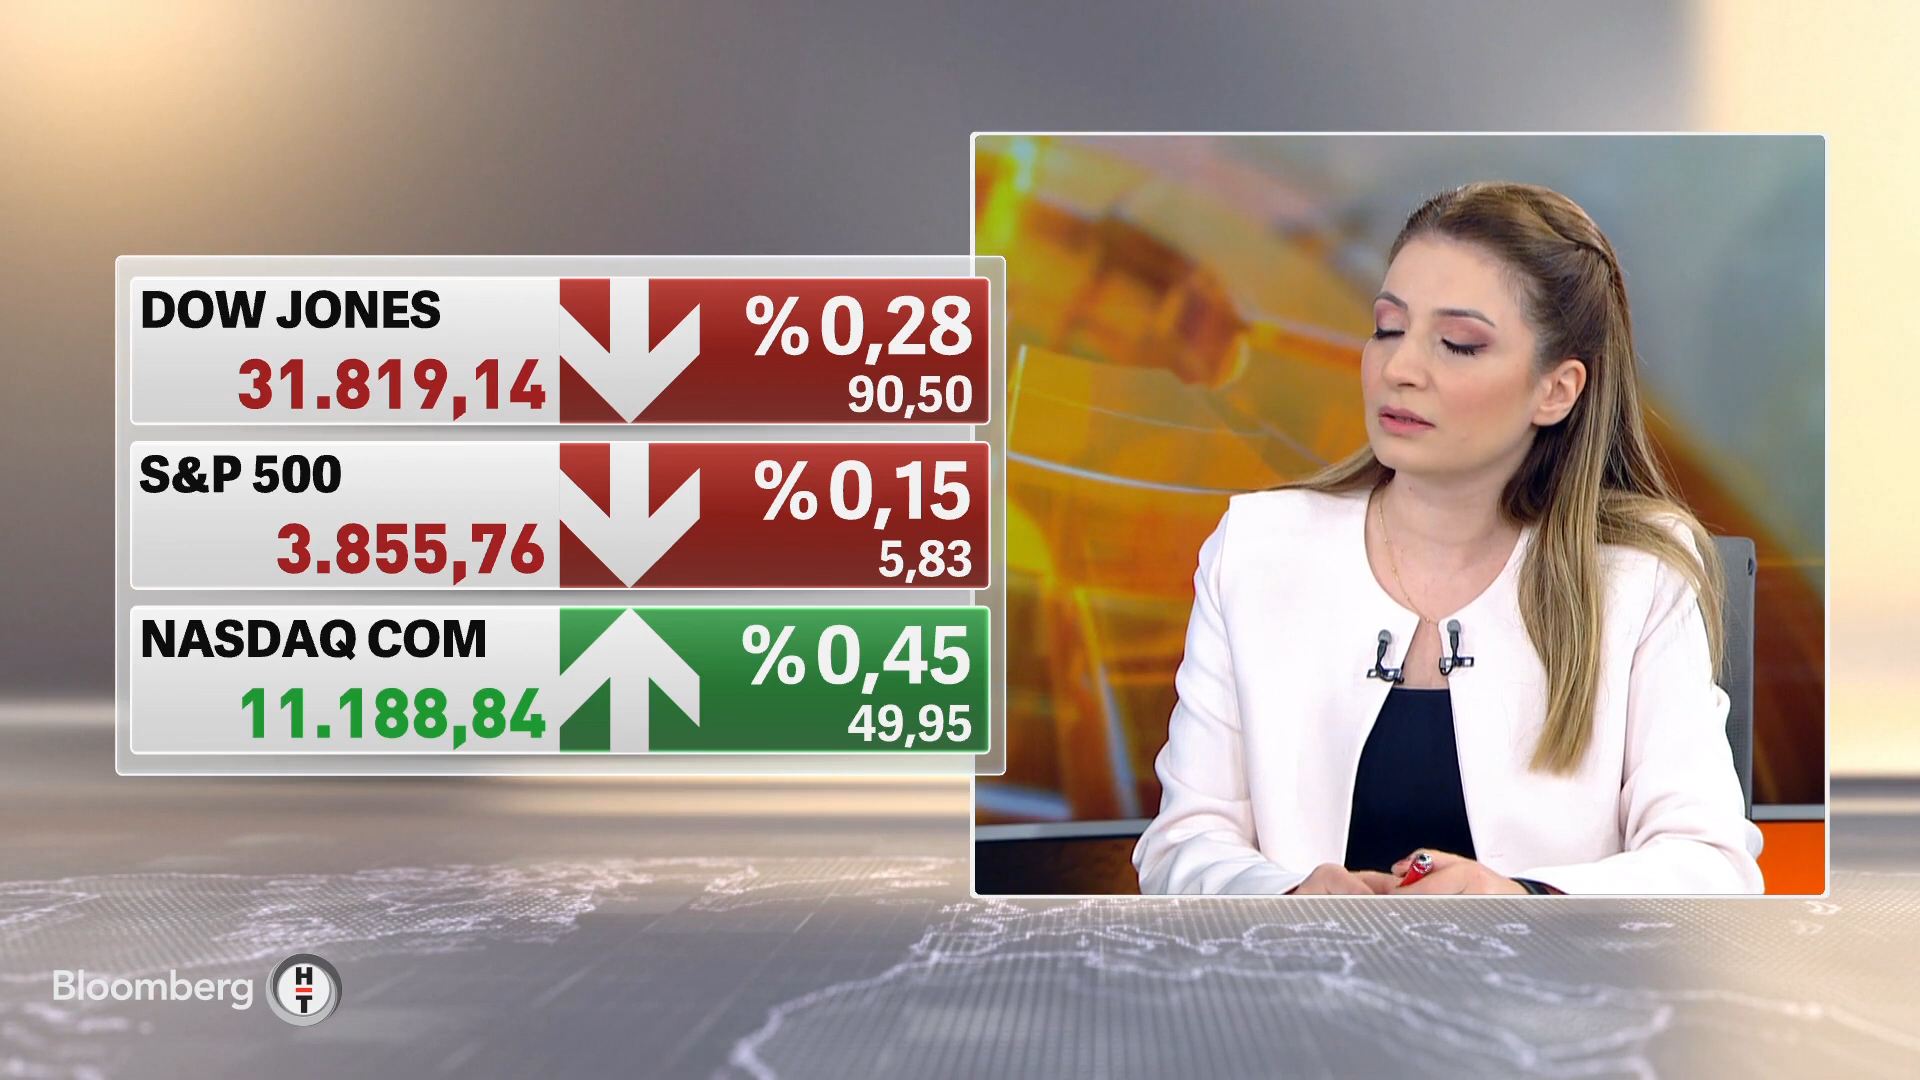 DOW JONES
31.819,14
%0,28
90,50
S&P 500
3.855,76
%0,15
5,83
NASDAQ COM
11.188,84
%0,45
49,95
Bloomberg HT